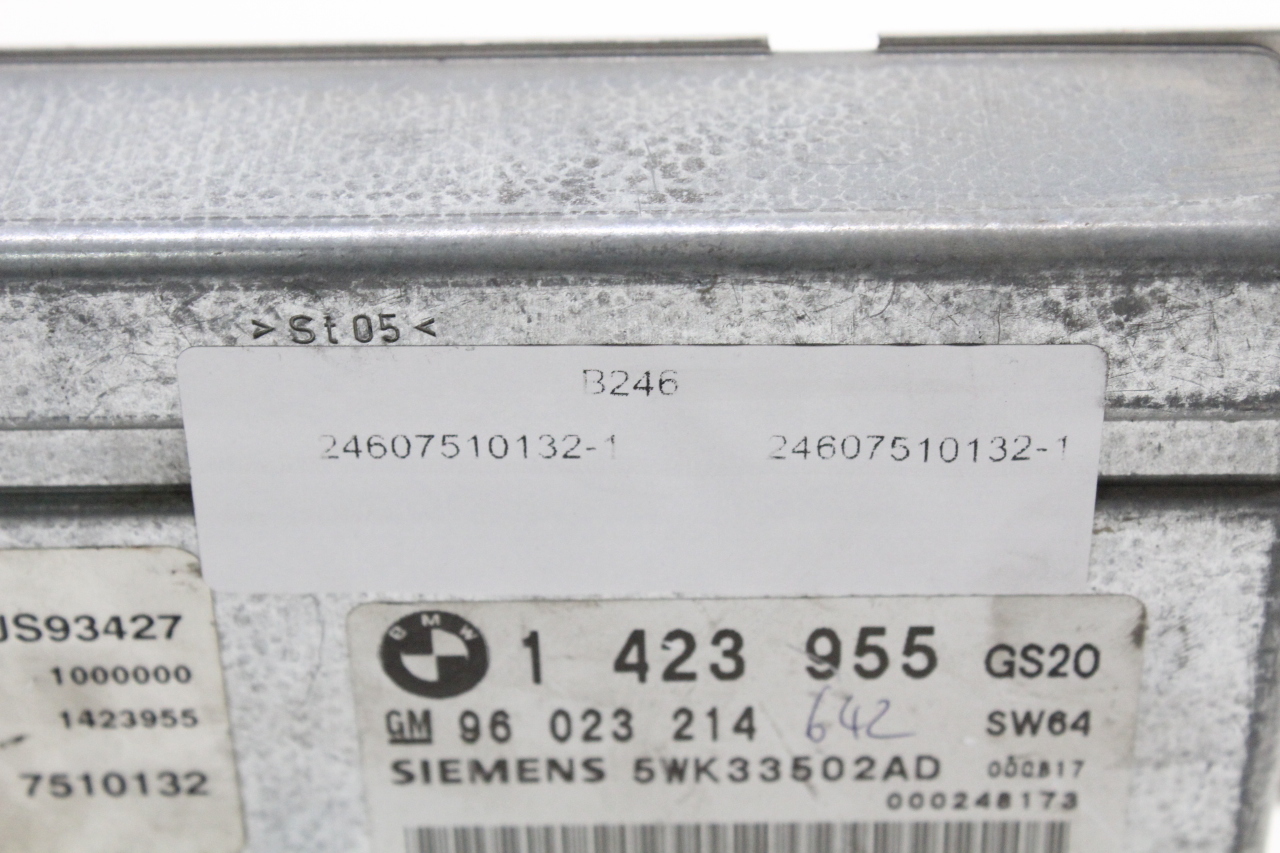 >St05<
B246
24607510132-1 24607510132-1
JS93427
1000000
1423955
7510132
BMW 1 423 955 GS20
GM 96 023 214 642 SW64
SIEMENS 5WK33502AD
000248173